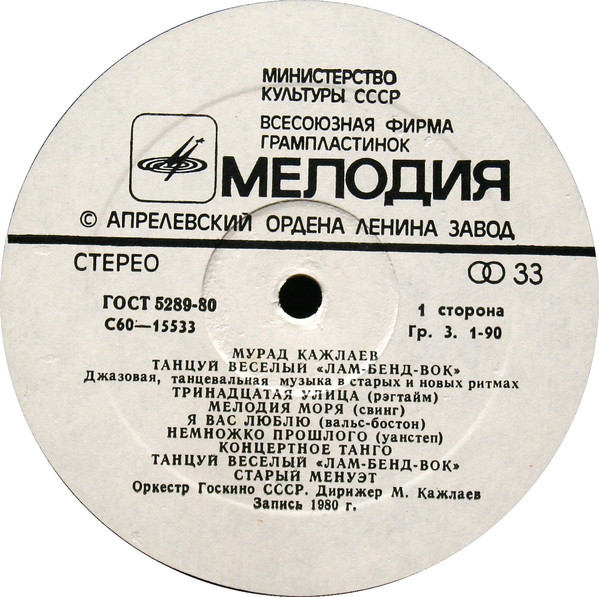 МИНИСТЕРСТВО
КУЛЬТУРЫ СССР
ВСЕСОЮЗНАЯ ФИРМА
ГРАМПЛАСТИНОК
МЕЛОДИЯ
© АПРЕЛЕВСКИЙ ОРДЕНА ЛЕНИНА ЗАВОД
СТЕРЕО
33
ГОСТ 5289-80
С60—15533
1 сторона
Гр. 3. 1-90
МУРАД КАЖЛАЕВ
ТАНЦУЙ ВЕСЕЛЫЙ «ЛАМ-БЕНД-ВОК»
Джазовая, танцевальная музыка в старых и новых ритмах
ТРИНАДЦАТАЯ УЛИЦА (рэгтайм)
МЕЛОДИЯ МОРЯ (свинг)
Я ВАС ЛЮБЛЮ (вальс-бостон)
НЕМНОЖКО ПРОШЛОГО (уанстеп)
КОНЦЕРТНОЕ ТАНГО
ТАНЦУЙ ВЕСЕЛЫЙ «ЛАМ-БЕНД-ВОК»
СТАРЫЙ МЕНУЭТ
Оркестр Госкино СССР. Дирижер М. Кажлаев
Запись 1980 г.